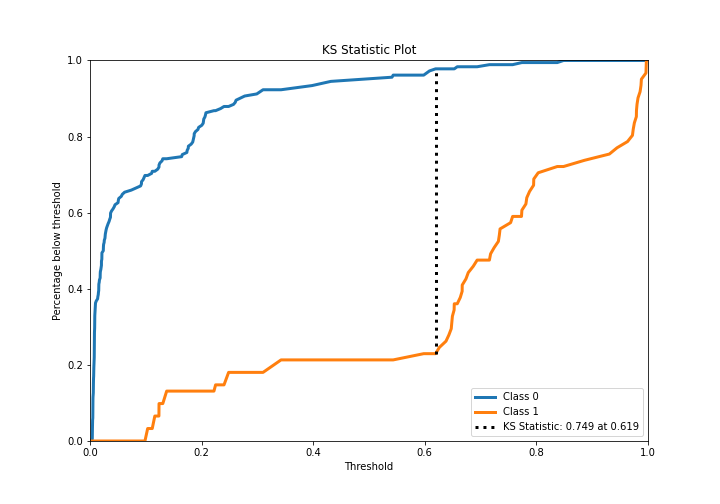 KS Statistic Plot
Percentage below threshold
1.0
0.8
0.6
0.4
0.2
0.0
0.0 0.2 0.4 0.6 0.8 1.0
Threshold
Class 0
Class 1
KS Statistic: 0.749 at 0.619